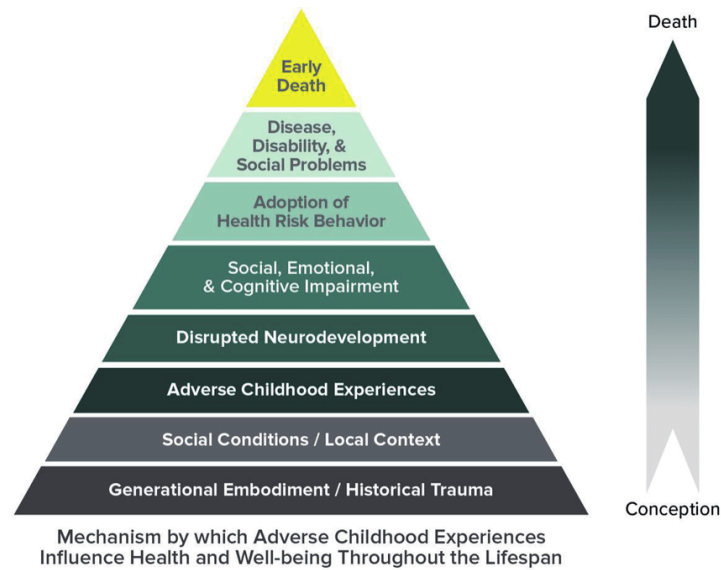 Death
Early
Death
Disease,
Disability, &
Social Problems
Adoption of
Health Risk Behavior
Social, Emotional,
& Cognitive Impairment
Disrupted Neurodevelopment
Adverse Childhood Experiences
Social Conditions / Local Context
Generational Embodiment / Historical Trauma
Conception
Mechanism by which Adverse Childhood Experiences
Influence Health and Well-being Throughout the Lifespan